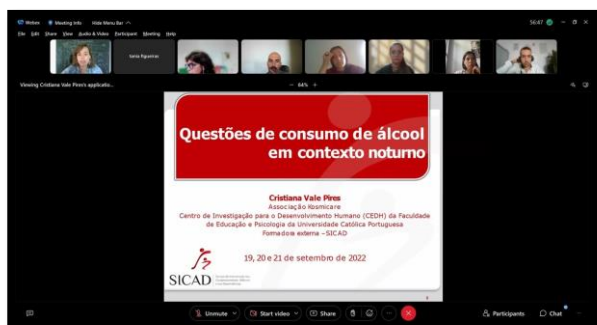 Webex Meeting Info Hide Menu Bar 56:47
File Edit Share View Audio & Video Participant Meeting Help
Viewing Cristiana Vale Pires's applicatio... 66%
Questões de consumo de álcool
em contexto noturno
Cristiana Vale Pires
Associação Kosmicare
Centro de Investigação para o Desenvolvimento Humano (CEDH) da Faculdade
de Educação e Psicologia da Universidade Católica Portuguesa
Formadora externa - SICAD
19, 20 e 21 de setembro de 2022
SICAD
Unmute Start video Share Participants Chat